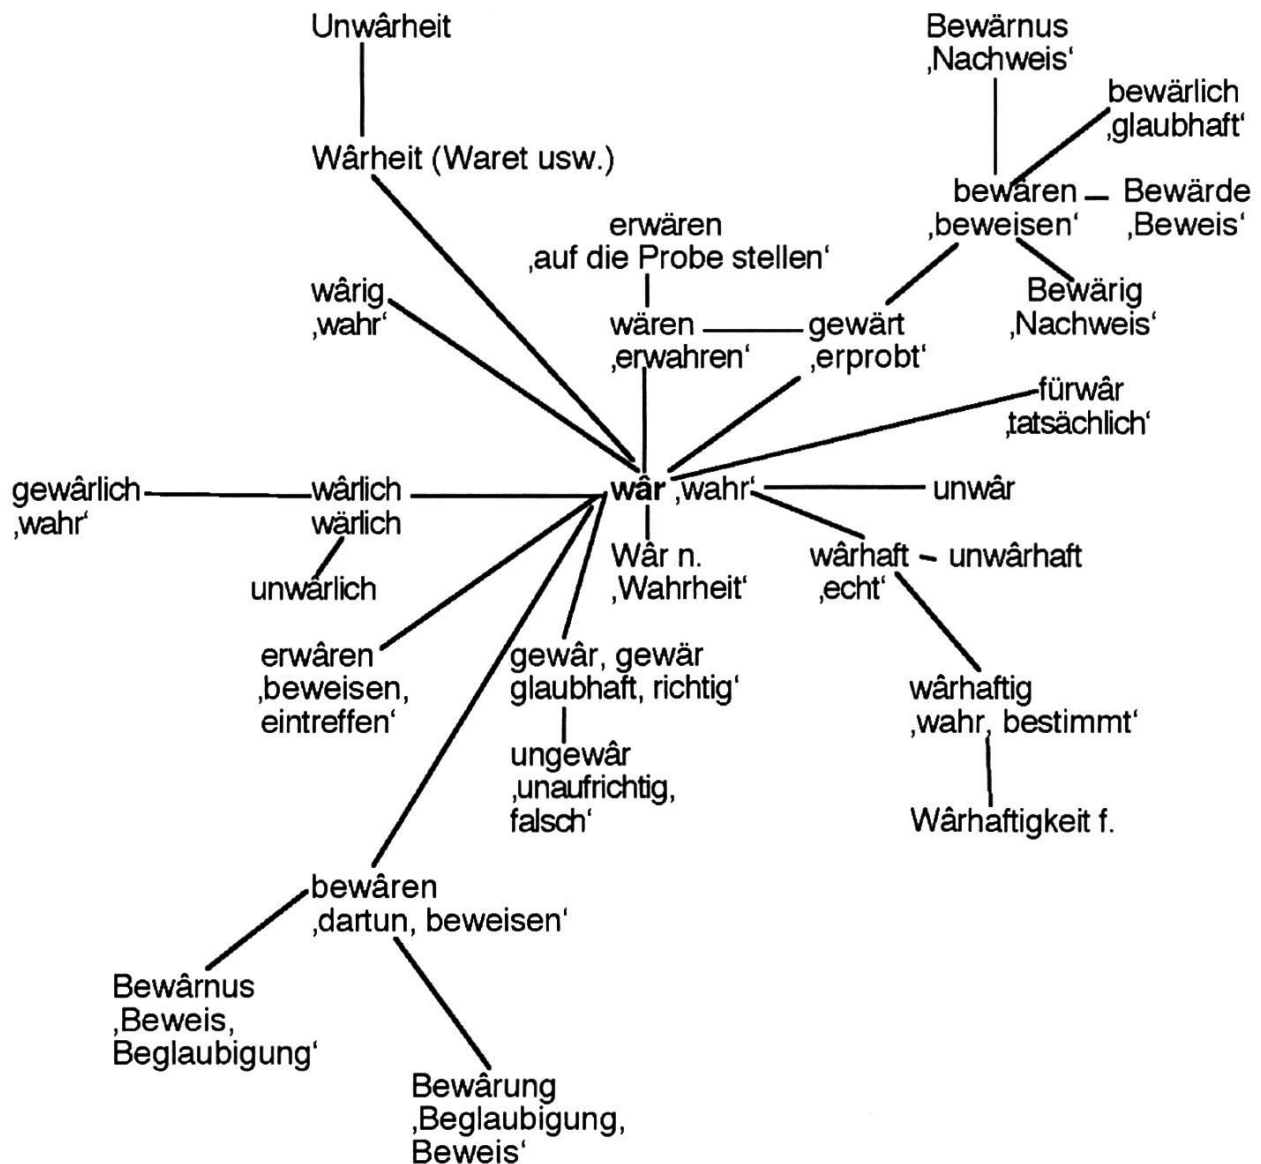 Unwârheit
Bewärnus
‚Nachweis‘
bewärlich
‚glaubhaft‘
Wârheit (Waret usw.)
bewären
‚beweisen‘
Bewärde
‚Beweis‘
erwären
‚auf die Probe stellen‘
wârig
‚wahr‘
wären
‚erwahren‘
gewärt
‚erprobt‘
Bewärig
‚Nachweis‘
fürwâr
‚tatsächlich‘
gewârlich
‚wahr‘
wârlich
wärlich
wâr ‚wahr‘
unwâr
unwârlich
Wâr n.
‚Wahrheit‘
wârhaft
‚echt‘
unwârhaft
erwâren
‚beweisen,
eintreffen‘
gewâr, gewär
glaubhaft, richtig‘
wârhaftig
‚wahr, bestimmt‘
ungewâr
‚unaufrichtig,
falsch‘
Wârhaftigkeit f.
bewâren
‚dartun, beweisen‘
Bewârnus
‚Beweis,
Beglaubigung‘
Bewârung
‚Beglaubigung,
Beweis‘